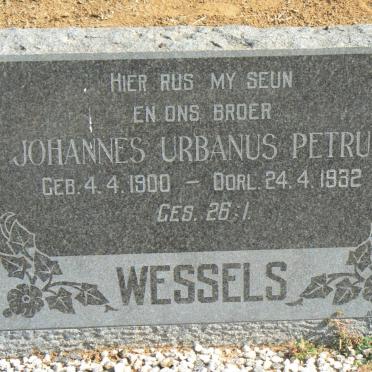 HIER RUS MY SEUN
EN ONS BROER
JOHANNES URBANUS PETRU
GEB. 4. 4. 1900 – OORL. 24. 4. 1932
GES. 26:1.
WESSELS